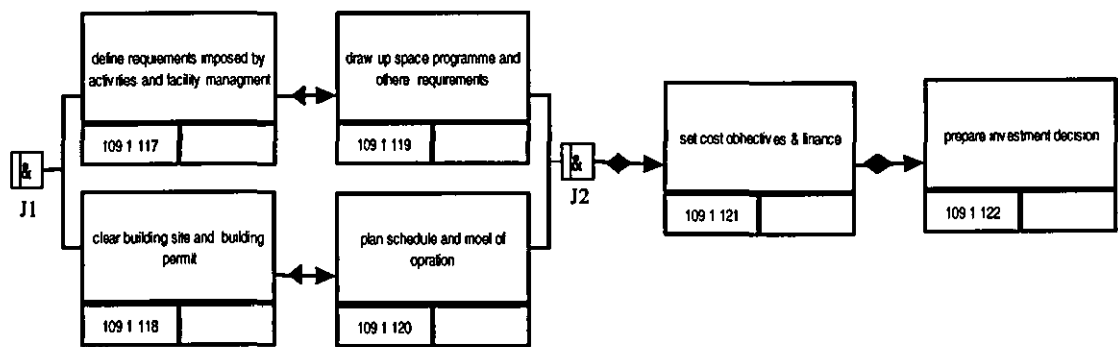 define requirements imposed by
activities and facility managment
109 1 117
draw up space programme and
othere requirements
109 1 119
&
J1
clear building site and building
permit
109 1 118
plan schedule and moel of
opration
109 1 120
&
J2
set cost obhectives & finance
109 1 121
prepare investment decision
109 1 122